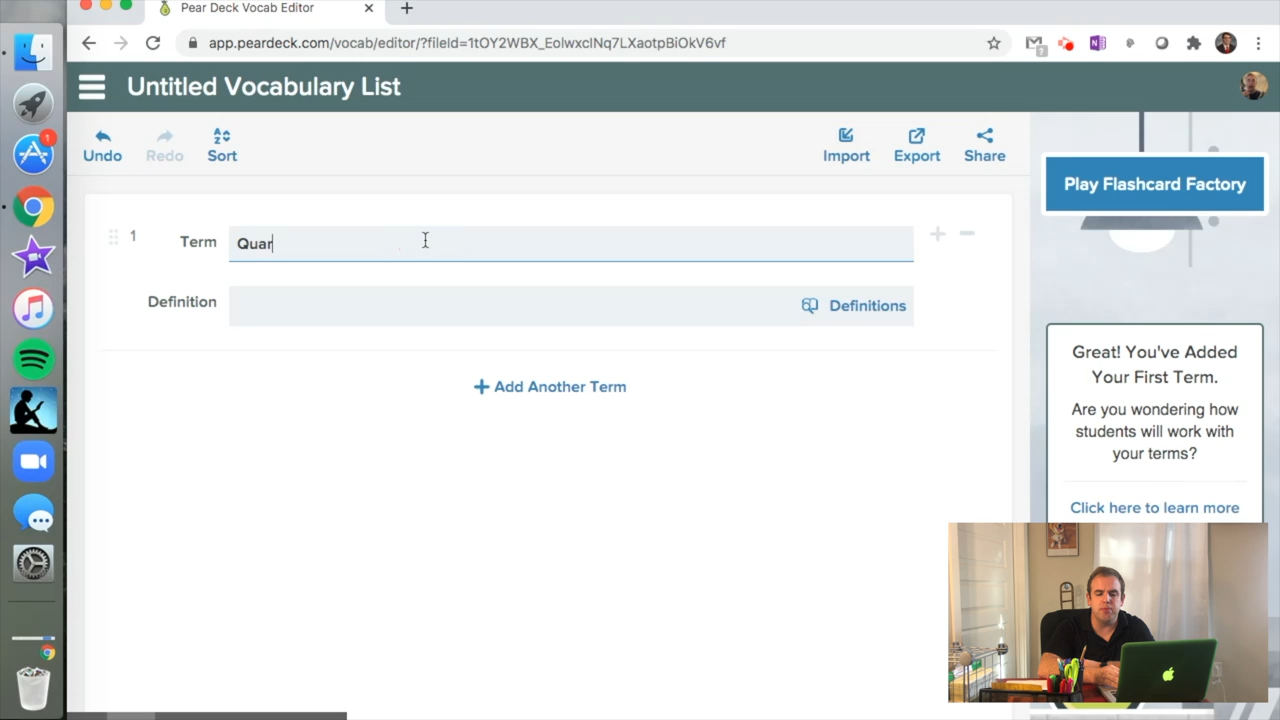 Pear Deck Vocab Editor
app.peardeck.com/vocab/editor/?fileId=1tOY2WBX_EolwxclNq7LXaotpBiOkV6vf
Untitled Vocabulary List
Undo
Redo
Sort
Import
Export
Share
Play Flashcard Factory
1
Term
Quar
Definition
Definitions
+ Add Another Term
Great! You've Added
Your First Term.
Are you wondering how
students will work with
your terms?
Click here to learn more